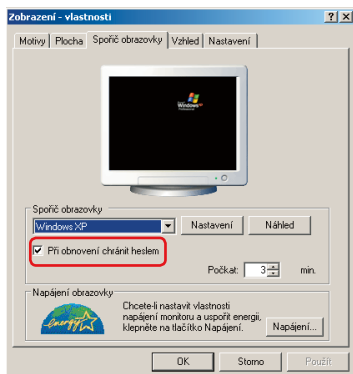 Zobrazení - vlastnosti
Motivy Plocha Spořič obrazovky Vzhled Nastavení
Windows
Spořič obrazovky
Windows XP Nastavení Náhled
Při obnovení chránit heslem
Počkat: 3 min.
Napájení obrazovky
Chcete-li nastavit vlastnosti
napájení monitoru a uspořit energii,
klepněte na tlačítko Napájení.
energy
Napájení...
OK Storno Použít